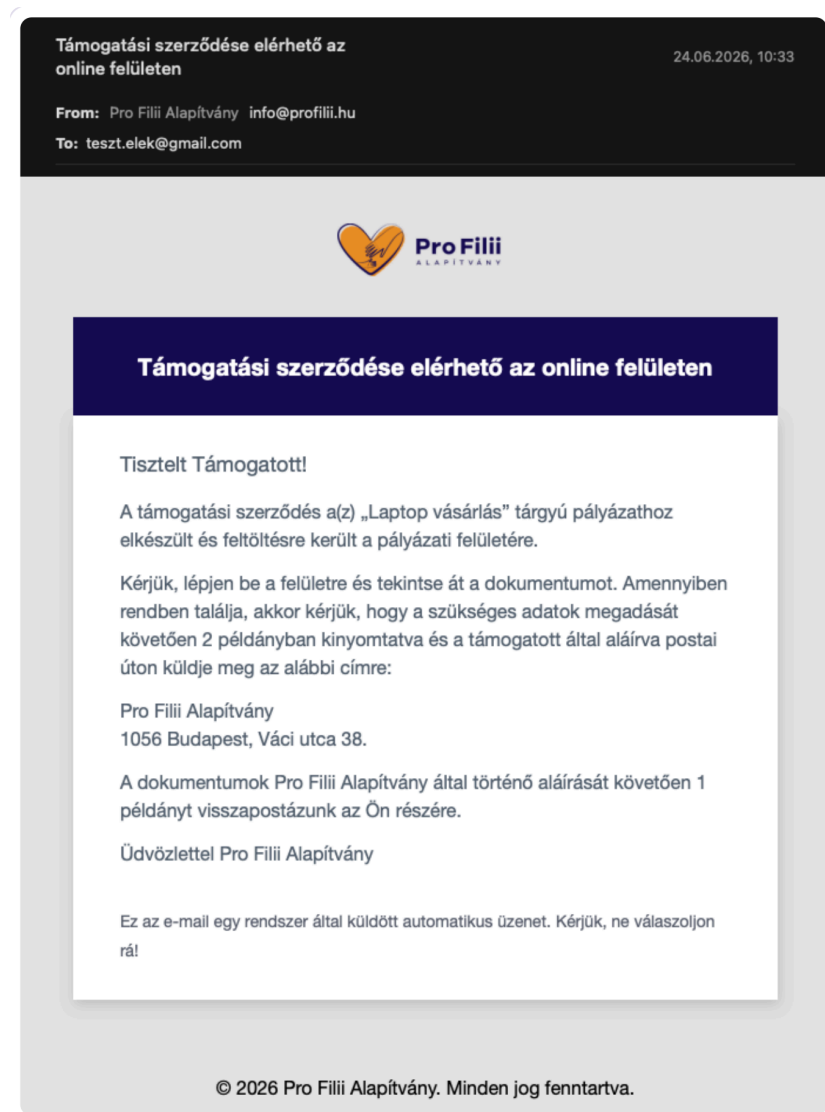 Támogatási szerződése elérhető az
online felületen
24.06.2026, 10:33
From: Pro Filii Alapítvány info@profilii.hu
To: teszt.elek@gmail.com
Pro Filii
ALAPÍTVÁNY
Támogatási szerződése elérhető az online felületen
Tisztelt Támogatott!
A támogatási szerződés a(z) „Laptop vásárlás” tárgyú pályázathoz
elkészült és feltöltésre került a pályázati felületére.
Kérjük, lépjen be a felületre és tekintse át a dokumentumot. Amennyiben
rendben találja, akkor kérjük, hogy a szükséges adatok megadását
követően 2 példányban kinyomtatva és a támogatott által aláírva postai
úton küldje meg az alábbi címre:
Pro Filii Alapítvány
1056 Budapest, Váci utca 38.
A dokumentumok Pro Filii Alapítvány által történő aláírását követően 1
példányt visszapostázunk az Ön részére.
Üdvözlettel Pro Filii Alapítvány
Ez az e-mail egy rendszer által küldött automatikus üzenet. Kérjük, ne válaszoljon
rá!
© 2026 Pro Filii Alapítvány. Minden jog fenntartva.